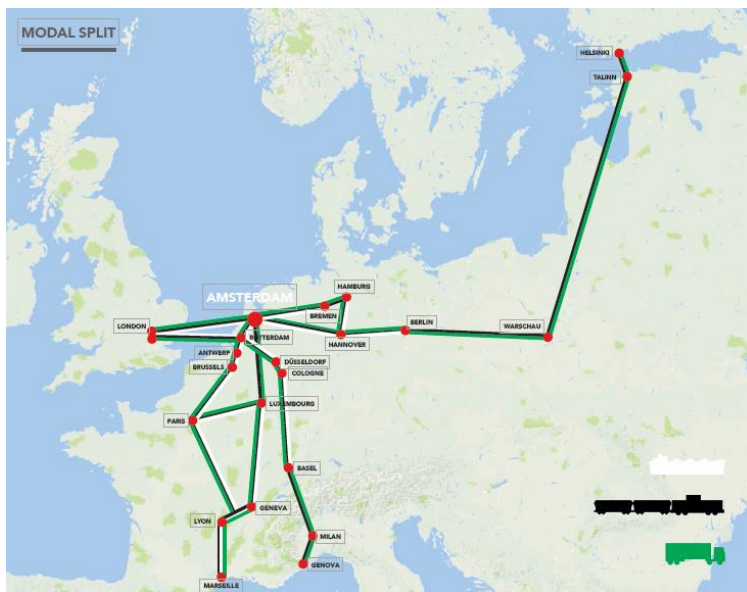 MODAL SPLIT
HELSINKI
TALINN
HAMBURG
AMSTERDAM
BREMEN
LONDON
BERLIN
WARSCHAU
ROTTERDAM
HANNOVER
ANTWERP
DÜSSELDORF
BRUSSELS
COLOGNE
LUXEMBOURG
PARIS
BASEL
GENEVA
LYON
MILAN
GENOVA
MARSEILLE